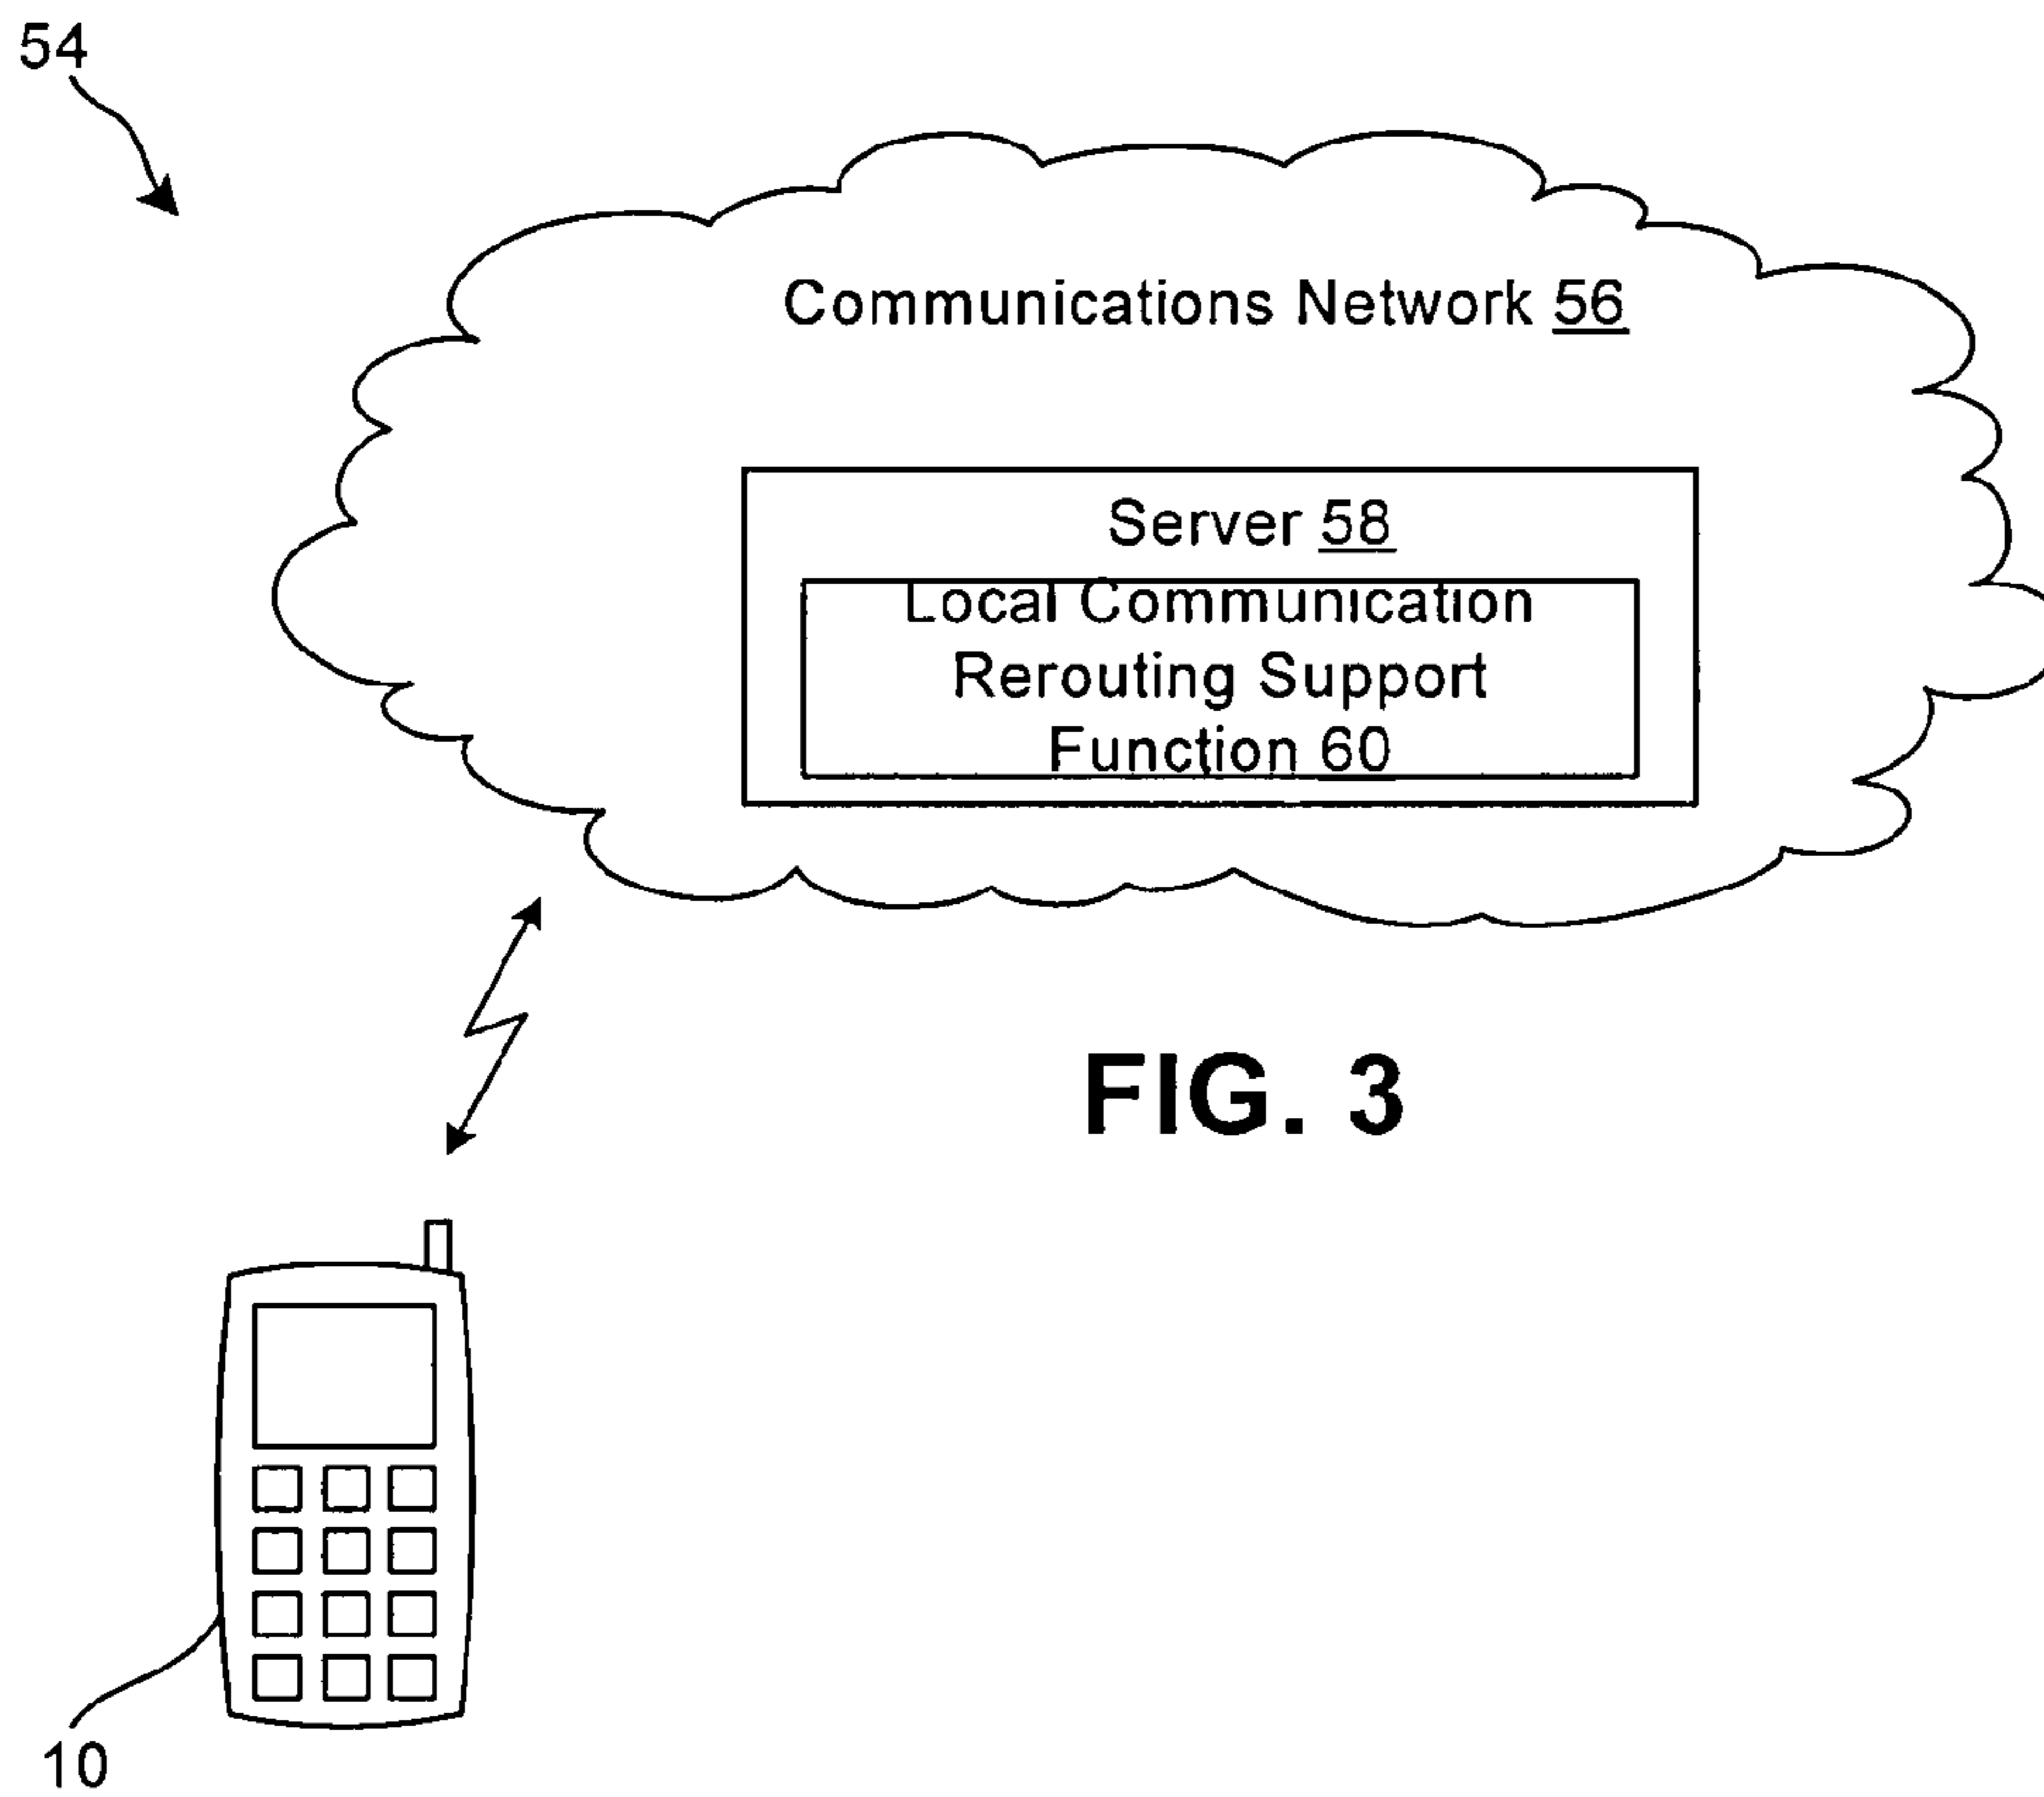 54
Communications Network 56
Server 58
Local Communication
Rerouting Support
Function 60
FIG. 3
10